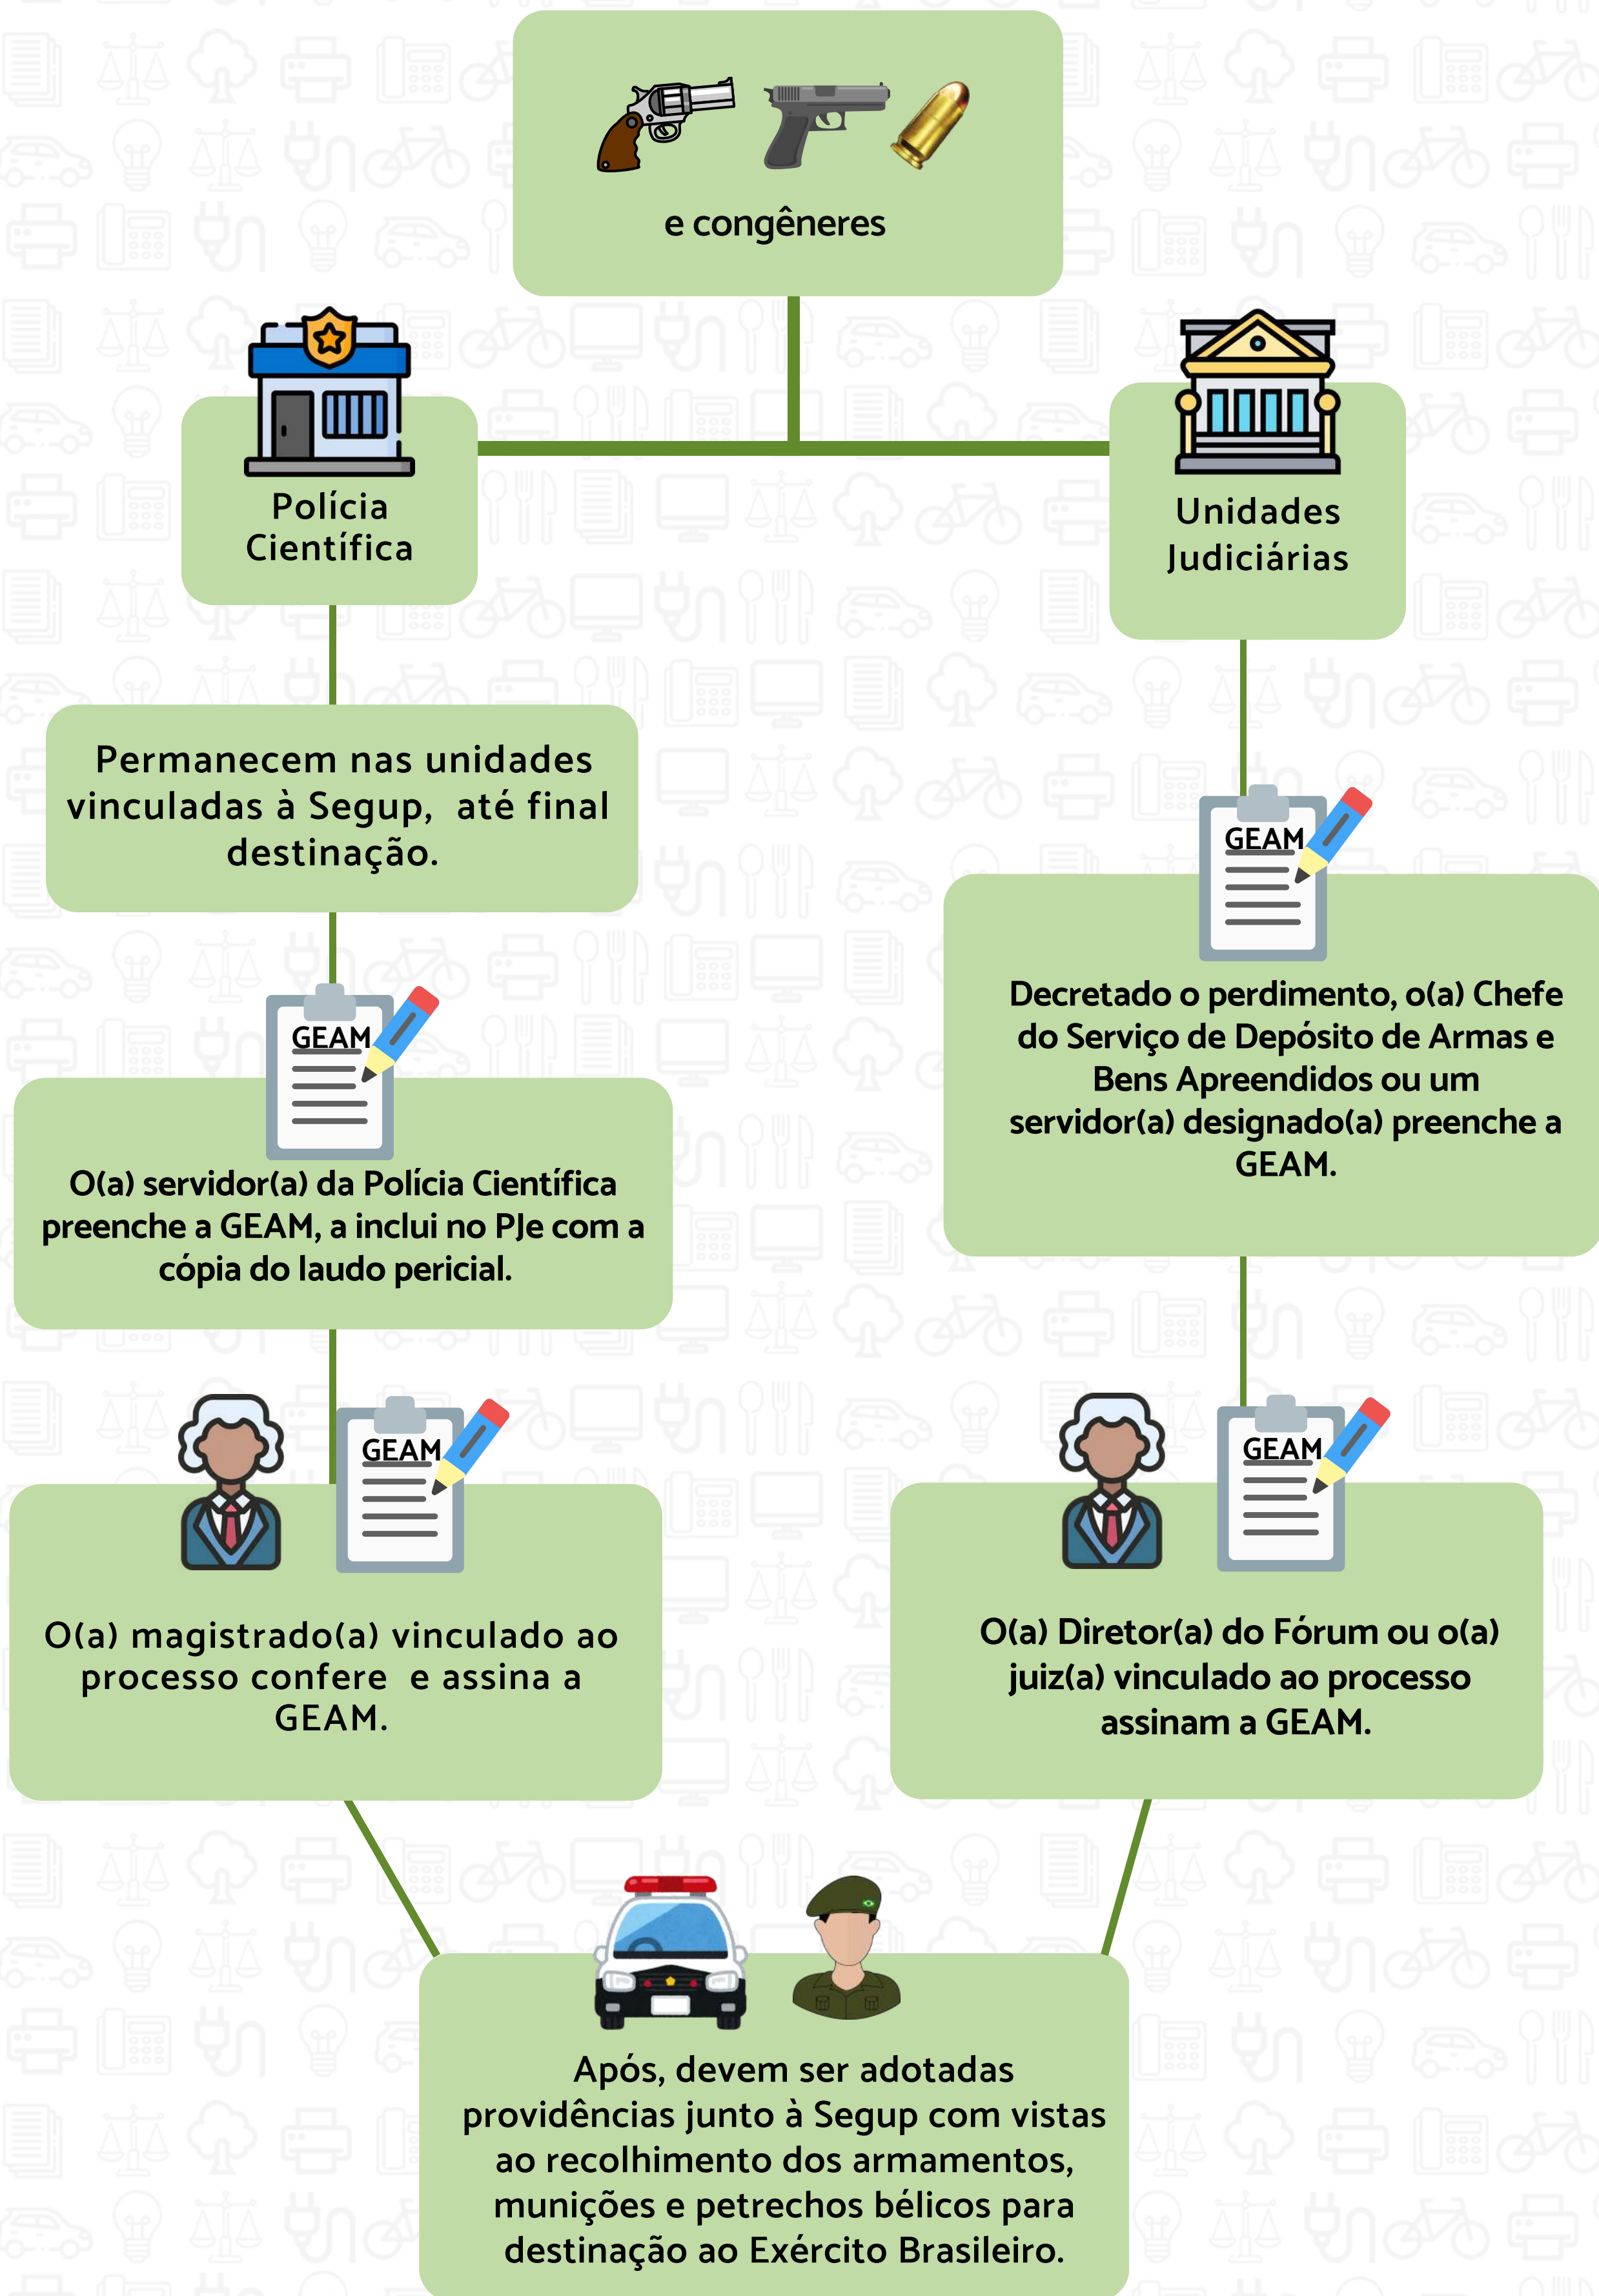 e congêneres
Polícia
Científica
Unidades
Judiciárias
Permanecem nas unidades
vinculadas à Segup, até final
destinação.
GEAM
O(a) servidor(a) da Polícia Científica
preenche a GEAM, a inclui no PJe com a
cópia do laudo pericial.
GEAM
Decretado o perdimento, o(a) Chefe
do Serviço de Depósito de Armas e
Bens Apreendidos ou um
servidor(a) designado(a) preenche a
GEAM.
GEAM
O(a) magistrado(a) vinculado ao
processo confere e assina a
GEAM.
GEAM
O(a) Diretor(a) do Fórum ou o(a)
juiz(a) vinculado ao processo
assinam a GEAM.
Após, devem ser adotadas
providências junto à Segup com vistas
ao recolhimento dos armamentos,
munições e petrechos bélicos para
destinação ao Exército Brasileiro.